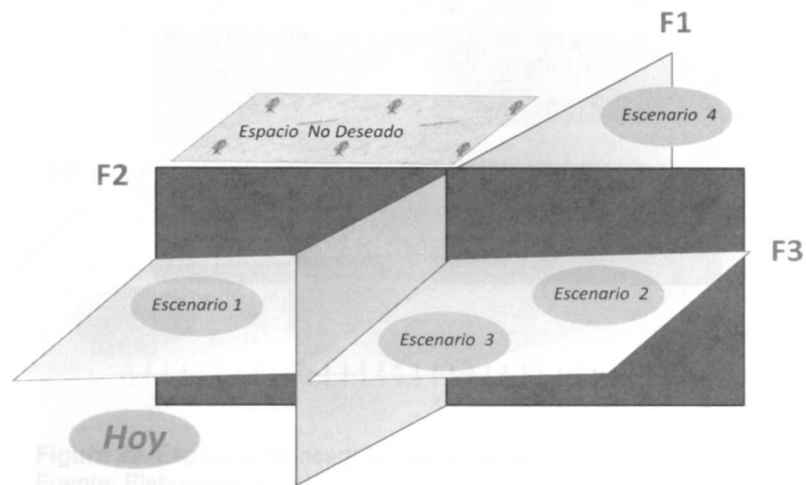 F1
Escenario 4
Espacio No Deseado
F2
F3
Escenario 1
Escenario 2
Escenario 3
Hoy